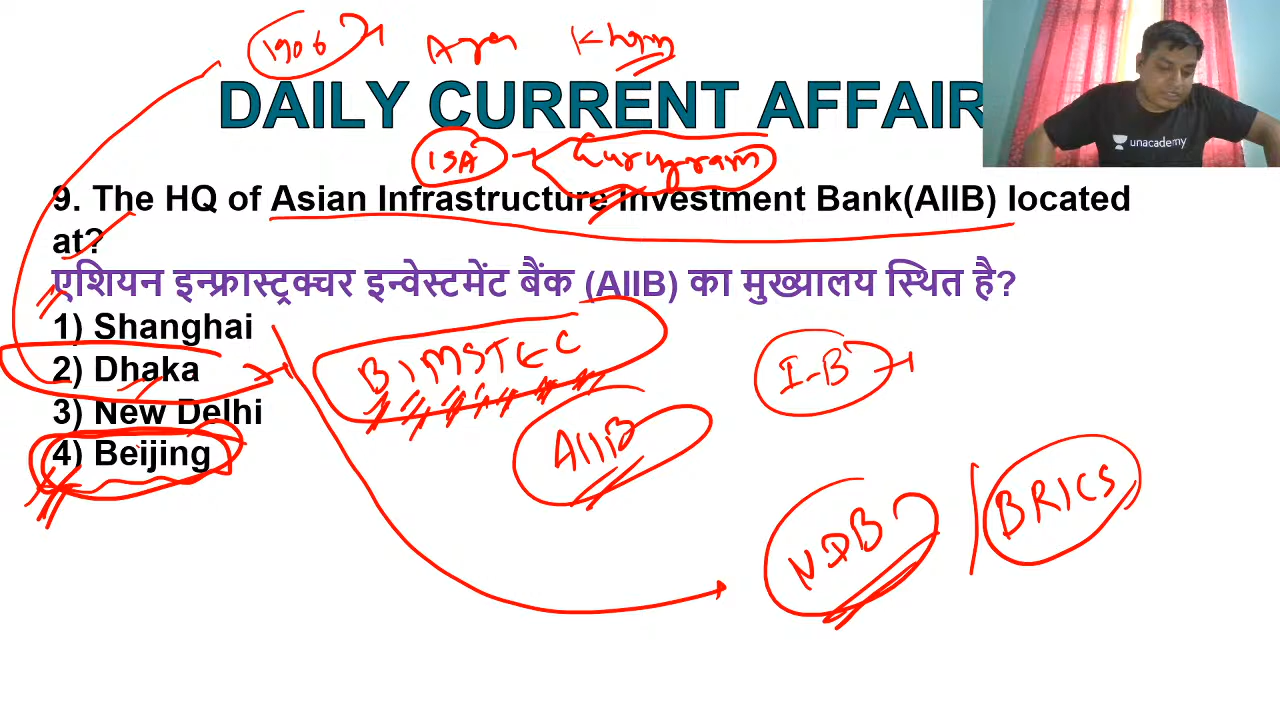 1906 Aga Khan
DAILY CURRENT AFFAIR
unacademy
ISA Gurugram
9. The HQ of Asian Infrastructure Investment Bank(AIIB) located
at?
एशियन इन्फ्रास्ट्रक्चर इन्वेस्टमेंट बैंक (AIIB) का मुख्यालय स्थित है?
1) Shanghai
2) Dhaka
BIMSTEC
I-B
3) New Delhi
AIIB
4) Beijing
NDB
BRICS